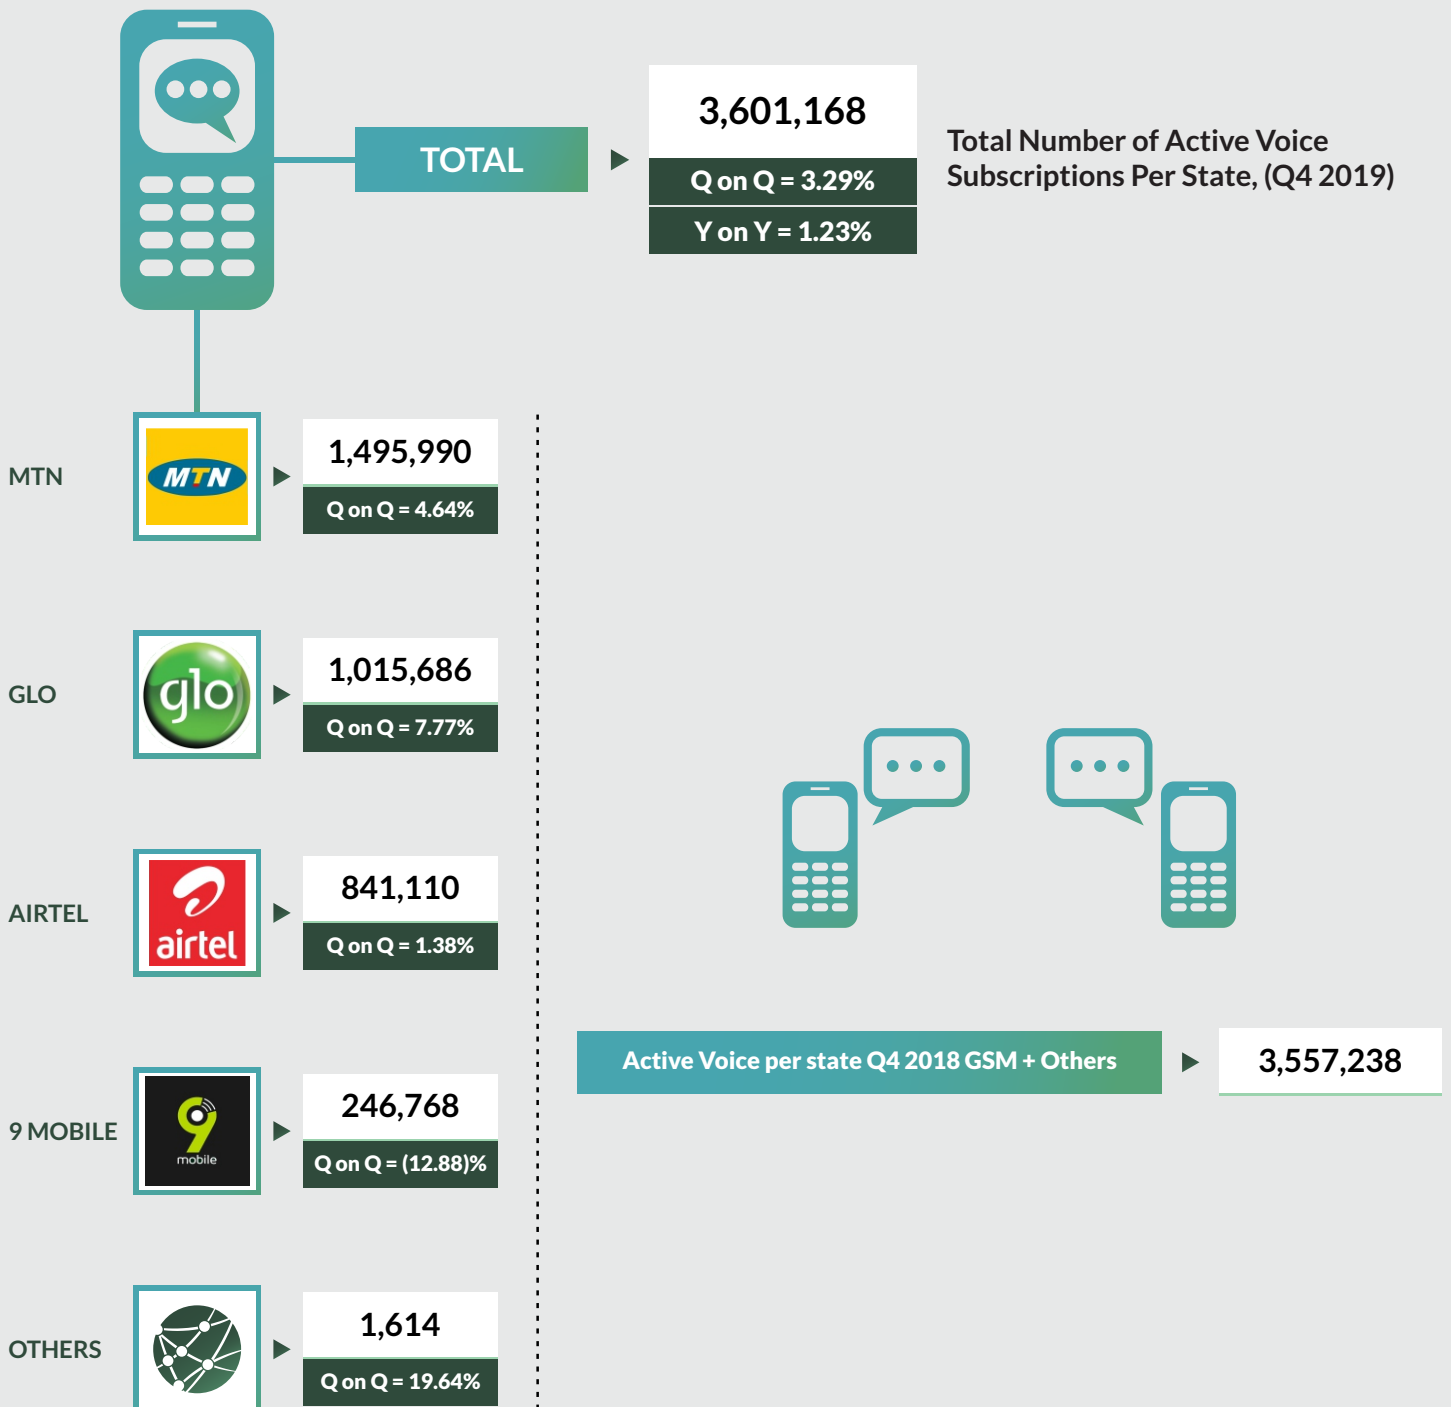 TOTAL
3,601,168
Q on Q = 3.29%
Y on Y = 1.23%
Total Number of Active Voice
Subscriptions Per State, (Q4 2019)
MTN
MTN
1,495,990
Q on Q = 4.64%
GLO
glo
1,015,686
Q on Q = 7.77%
AIRTEL
airtel
841,110
Q on Q = 1.38%
Active Voice per state Q4 2018 GSM + Others
3,557,238
9 MOBILE
9
mobile
246,768
Q on Q = (12.88)%
OTHERS
1,614
Q on Q = 19.64%